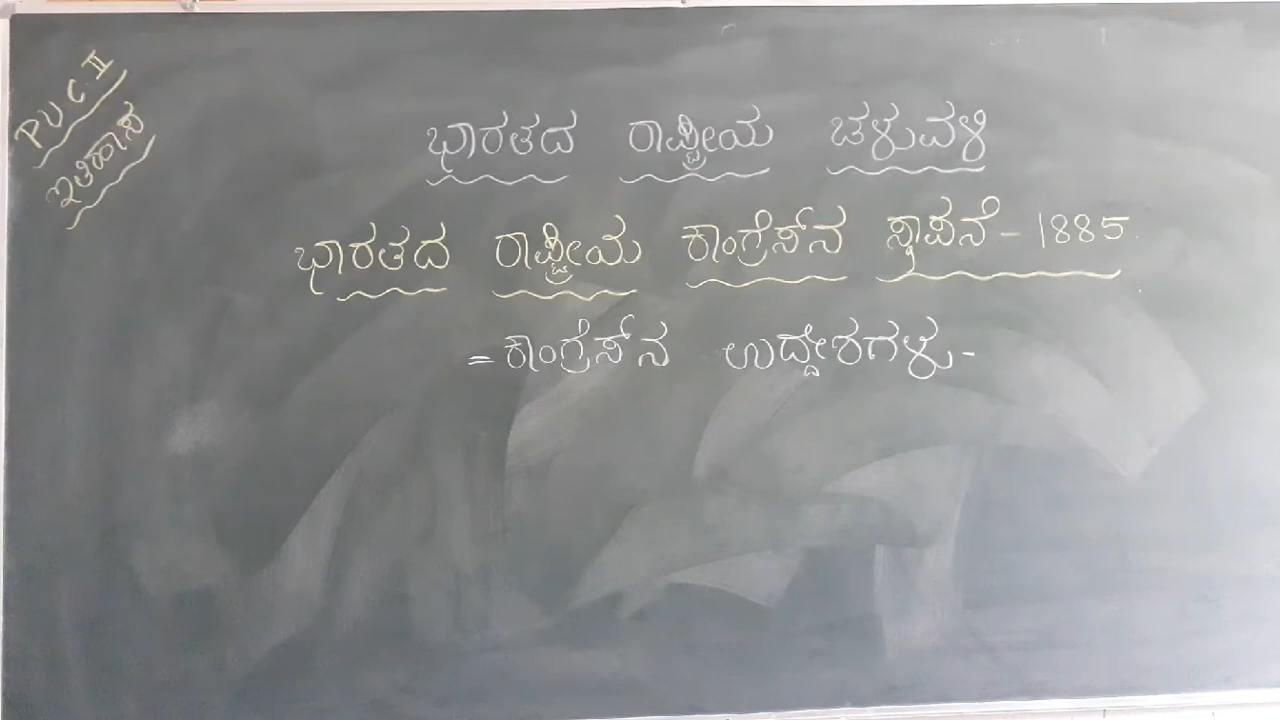 PUC II
ಇತಿಹಾಸ
ಭಾರತದ ರಾಷ್ಟ್ರೀಯ ಚಳುವಳಿ
ಭಾರತದ ರಾಷ್ಟ್ರೀಯ ಕಾಂಗ್ರೆಸ್‌ನ ಸ್ಥಾಪನೆ - 1885.
= ಕಾಂಗ್ರೆಸ್‌ನ ಉದ್ದೇಶಗಳು -